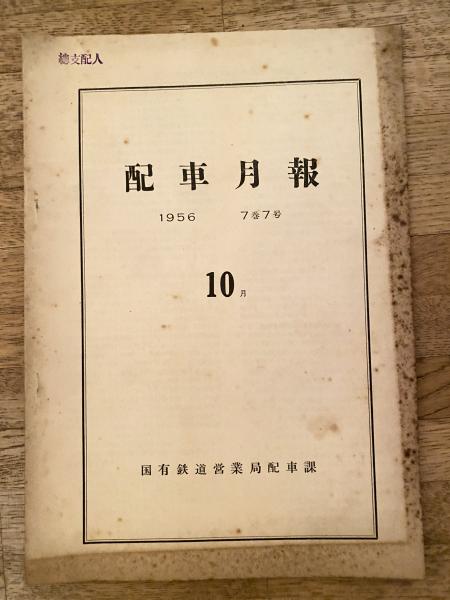 總支配人
配車月報
1956 7巻7号
10月
国有鉄道営業局配車課